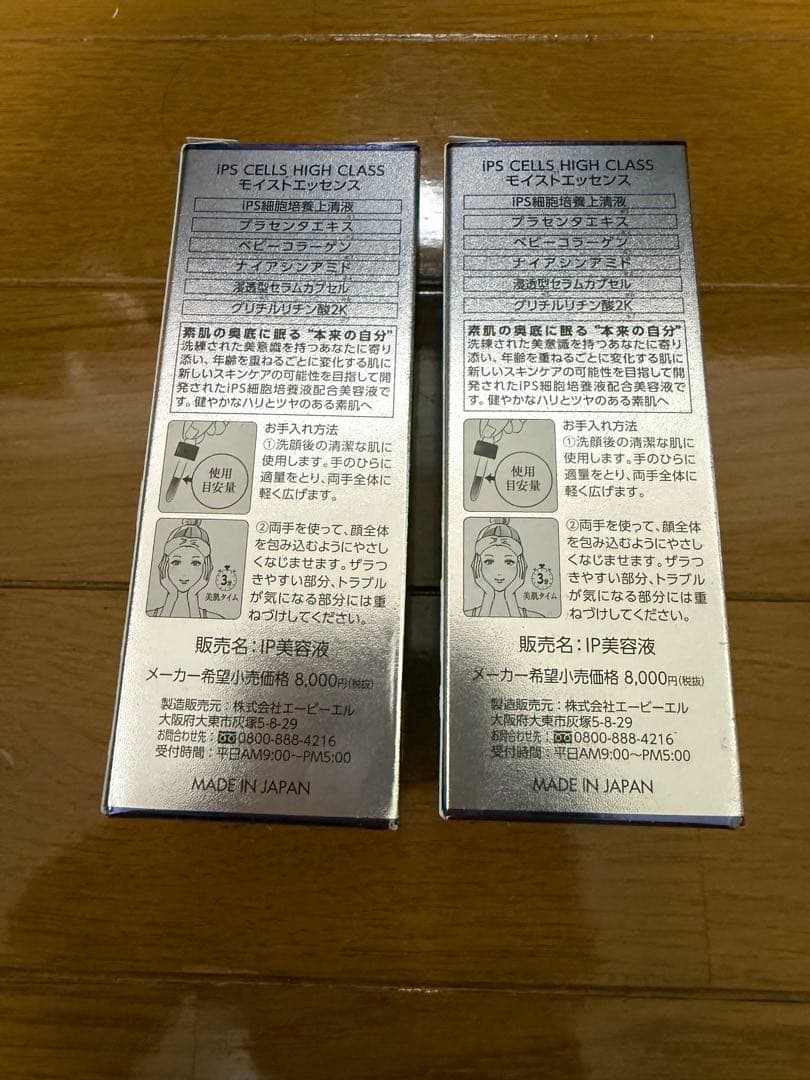 iPS CELLS HIGH CLASS
モイストエッセンス
iPS細胞培養上清液
プラセンタエキス
ベビーコラーゲン
ナイアシンアミド
浸透型セラムカプセル
グリチルリチン酸2K
素肌の奥底に眠る “本来の自分”
洗練された美意識を持つあなたに寄り
添い、年齢を重ねるごとに変化する肌に
新しいスキンケアの可能性を目指して開
発されたiPS細胞培養液配合美容液で
す。健やかなハリとツヤのある素肌へ
使用
目安量
お手入れ方法
①洗顔後の清潔な肌に
使用します。手のひらに
適量をとり、両手全体に
軽く広げます。
3分
美肌タイム
②両手を使って、顔全体
を包み込むようにやさし
くなじませます。ザラつ
きやすい部分、トラブル
が気になる部分には重
ねづけしてください。
販売名:IP美容液
メーカー希望小売価格 8,000円(税抜)
製造販売元:株式会社エーピーエル
大阪府大東市灰塚5-8-29
お問合わせ先:0800-888-4216
受付時間:平日AM9:00〜PM5:00
MADE IN JAPAN
iPS CELLS HIGH CLASS
モイストエッセンス
iPS細胞培養上清液
プラセンタエキス
ベビーコラーゲン
ナイアシンアミド
浸透型セラムカプセル
グリチルリチン酸2K
素肌の奥底に眠る “本来の自分”
洗練された美意識を持つあなたに寄り
添い、年齢を重ねるごとに変化する肌に
新しいスキンケアの可能性を目指して開
発されたiPS細胞培養液配合美容液で
す。健やかなハリとツヤのある素肌へ
使用
目安量
お手入れ方法
①洗顔後の清潔な肌に
使用します。手のひらに
適量をとり、両手全体に
軽く広げます。
3分
美肌タイム
②両手を使って、顔全体
を包み込むようにやさし
くなじませます。ザラつ
きやすい部分、トラブル
が気になる部分には重
ねづけしてください。
販売名:IP美容液
メーカー希望小売価格 8,000円(税抜)
製造販売元:株式会社エーピーエル
大阪府大東市灰塚5-8-29
お問合わせ先:0800-888-4216
受付時間:平日AM9:00〜PM5:00
MADE IN JAPAN